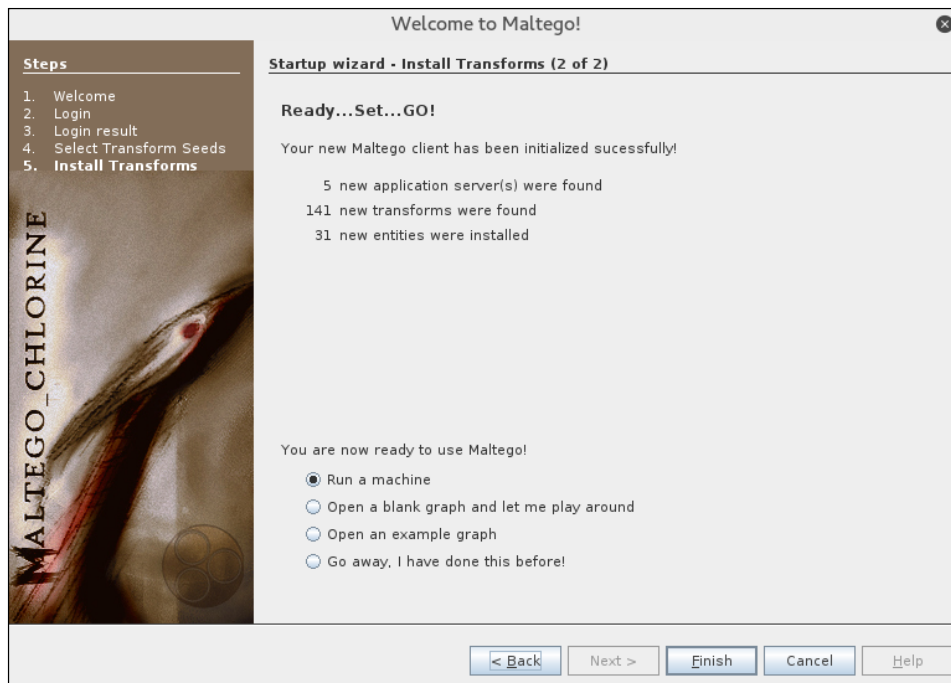 Welcome to Maltego!
Steps
1. Welcome
2. Login
3. Login result
4. Select Transform Seeds
5. Install Transforms
MALTEGO_CHLORINE
Startup wizard - Install Transforms (2 of 2)
Ready...Set...GO!
Your new Maltego client has been initialized sucessfully!
5 new application server(s) were found
141 new transforms were found
31 new entities were installed
You are now ready to use Maltego!
Run a machine
Open a blank graph and let me play around
Open an example graph
Go away, I have done this before!
< Back Next > Finish Cancel Help